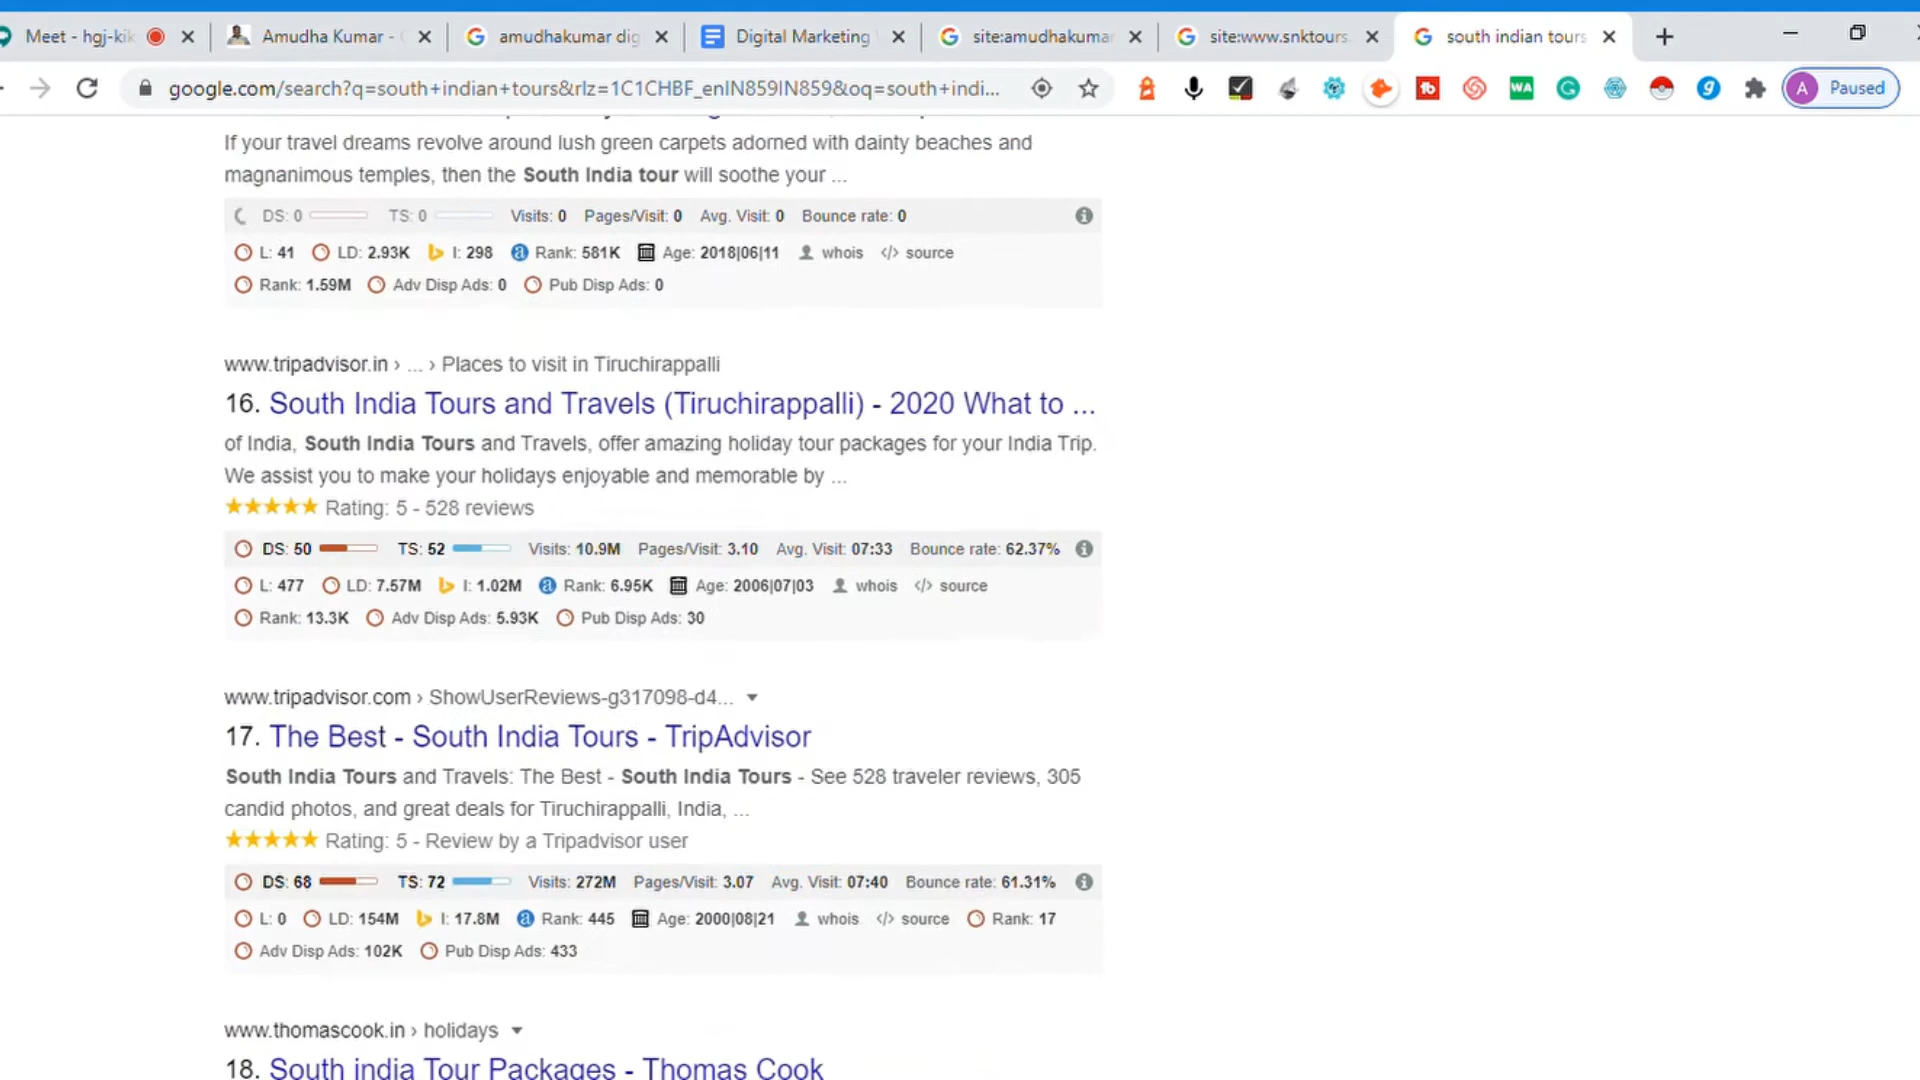 Meet - hgj-kik
Amudha Kumar -
amudhakumar dig
Digital Marketing
site:amudhakumar
site:www.snktours.
south indian tours
google.com/search?q=south+indian+tours&rlz=1C1CHBF_enIN859IN859&oq=south+indi...
WA
A Paused
If your travel dreams revolve around lush green carpets adorned with dainty beaches and
magnanimous temples, then the South India tour will soothe your ...
DS: 0 TS: 0 Visits: 0 Pages/Visit: 0 Avg. Visit: 0 Bounce rate: 0
L: 41 LD: 2.93K I: 298 Rank: 581K Age: 2018|06|11 whois </> source
Rank: 1.59M Adv Disp Ads: 0 Pub Disp Ads: 0
www.tripadvisor.in › ... › Places to visit in Tiruchirappalli
16. South India Tours and Travels (Tiruchirappalli) - 2020 What to ...
of India, South India Tours and Travels, offer amazing holiday tour packages for your India Trip.
We assist you to make your holidays enjoyable and memorable by ...
Rating: 5 - 528 reviews
DS: 50 TS: 52 Visits: 10.9M Pages/Visit: 3.10 Avg. Visit: 07:33 Bounce rate: 62.37%
L: 477 LD: 7.57M I: 1.02M Rank: 6.95K Age: 2006|07|03 whois </> source
Rank: 13.3K Adv Disp Ads: 5.93K Pub Disp Ads: 30
www.tripadvisor.com › ShowUserReviews-g317098-d4...
17. The Best - South India Tours - TripAdvisor
South India Tours and Travels: The Best - South India Tours - See 528 traveler reviews, 305
candid photos, and great deals for Tiruchirappalli, India, ...
Rating: 5 - Review by a Tripadvisor user
DS: 68 TS: 72 Visits: 272M Pages/Visit: 3.07 Avg. Visit: 07:40 Bounce rate: 61.31%
L: 0 LD: 154M I: 17.8M Rank: 445 Age: 2000|08|21 whois </> source Rank: 17
Adv Disp Ads: 102K Pub Disp Ads: 433
www.thomascook.in › holidays
18. South india Tour Packages - Thomas Cook